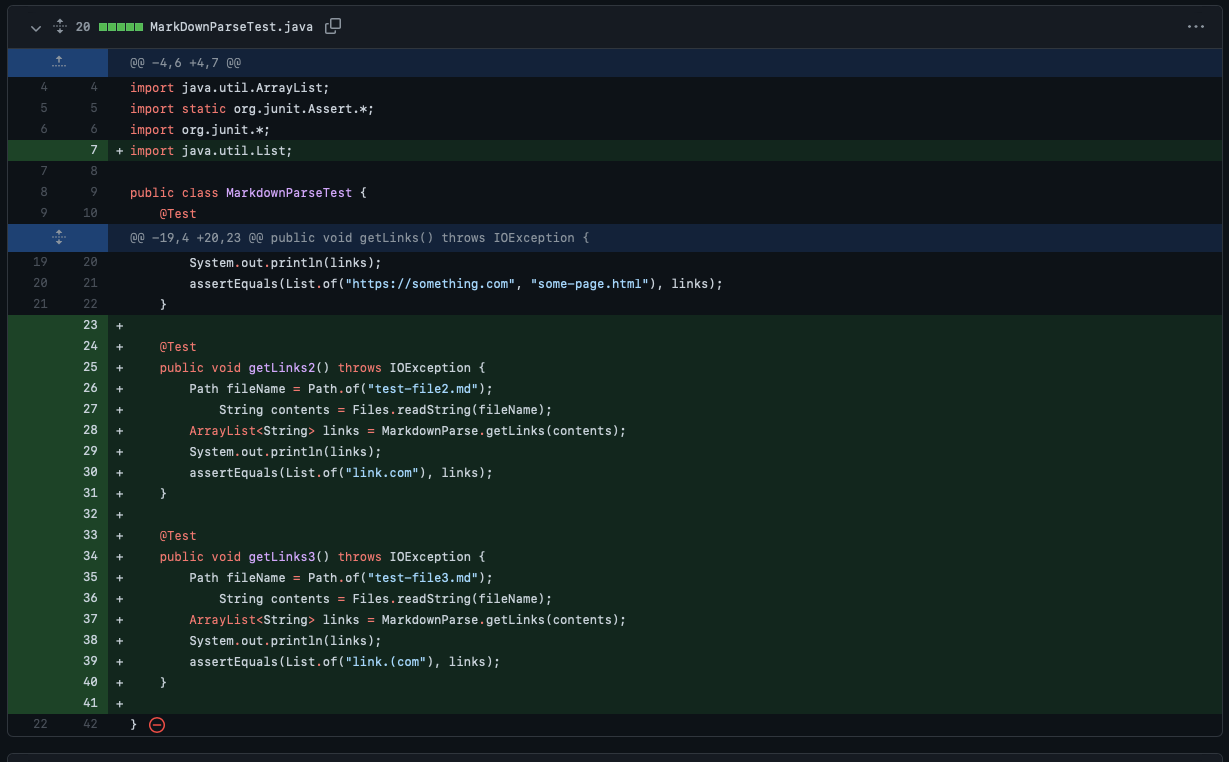 20 MarkDownParseTest.java
@@ -4,6 +4,7 @@
4 4 import java.util.ArrayList;
5 5 import static org.junit.Assert.*;
6 6 import org.junit.*;
7 + import java.util.List;
7 8
8 9 public class MarkdownParseTest {
9 10     @Test
@@ -19,4 +20,23 @@ public void getLinks() throws IOException {
19 20         System.out.println(links);
20 21         assertEquals(List.of("https://something.com", "some-page.html"), links);
21 22     }
23 +
24 +     @Test
25 +     public void getLinks2() throws IOException {
26 +         Path fileName = Path.of("test-file2.md");
27 +             String contents = Files.readString(fileName);
28 +         ArrayList<String> links = MarkdownParse.getLinks(contents);
29 +         System.out.println(links);
30 +         assertEquals(List.of("link.com"), links);
31 +     }
32 +
33 +     @Test
34 +     public void getLinks3() throws IOException {
35 +         Path fileName = Path.of("test-file3.md");
36 +             String contents = Files.readString(fileName);
37 +         ArrayList<String> links = MarkdownParse.getLinks(contents);
38 +         System.out.println(links);
39 +         assertEquals(List.of("link.(com"), links);
40 +     }
41 +
22 42 }